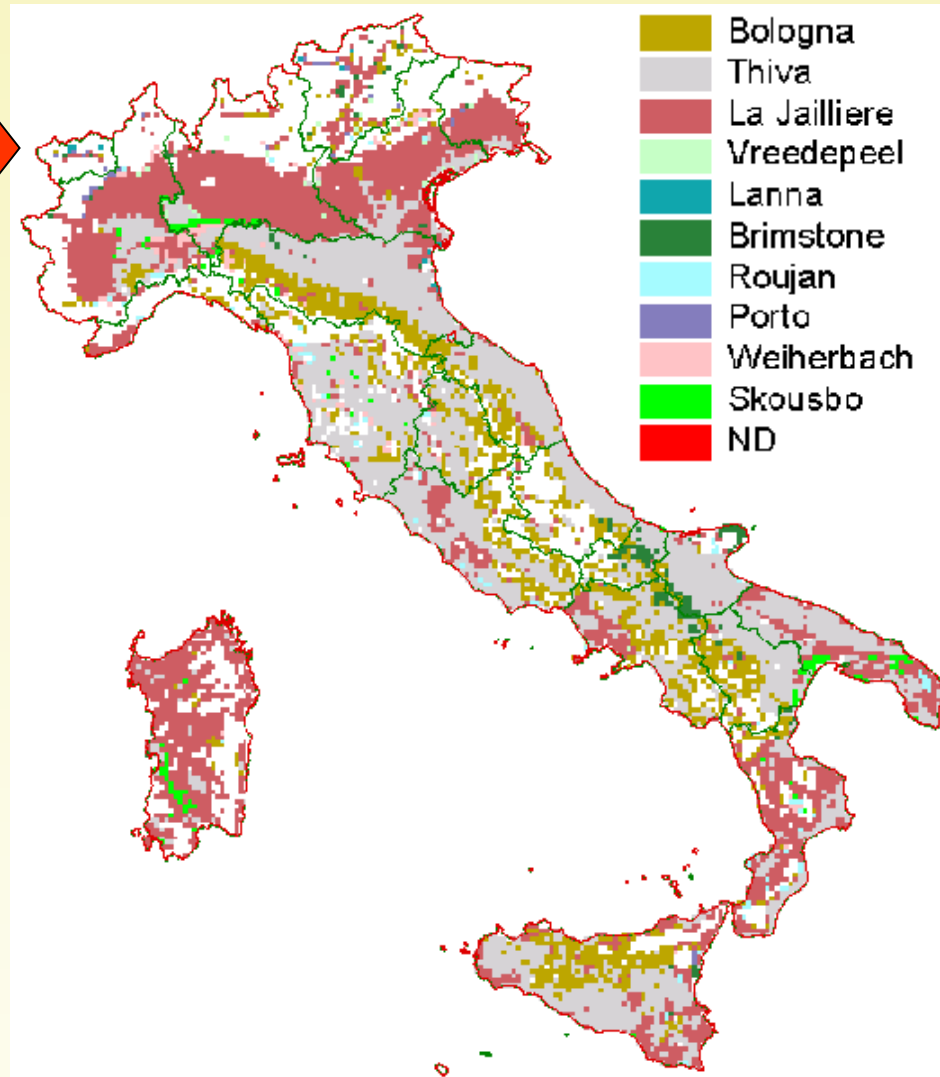 Bologna
Thiva
La Jailliere
Vreedepeel
Lanna
Brimstone
Roujan
Porto
Weiherbach
Skousbo
ND